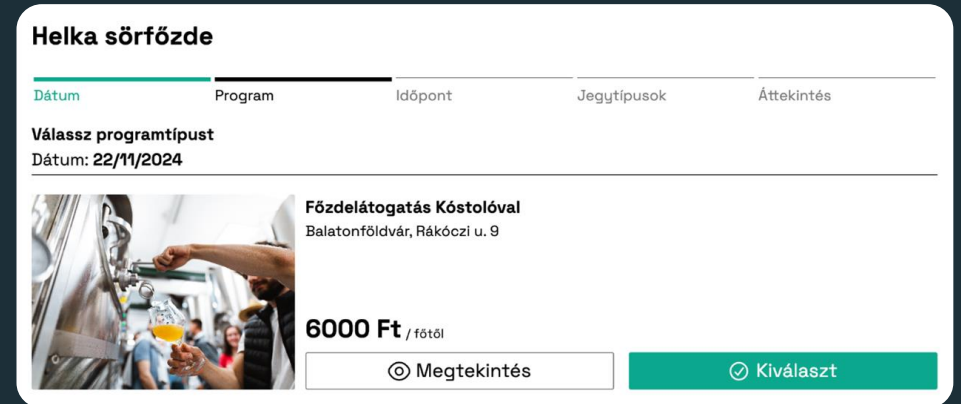 Helka sörfőzde
Dátum
Program
Időpont
Jegytípusok
Áttekintés
Válassz programtípust
Dátum: 22/11/2024
Főzdelátogatás Kóstolóval
Balatonföldvár, Rákóczi u. 9
6000 Ft / főtől
Megtekintés
Kiválaszt